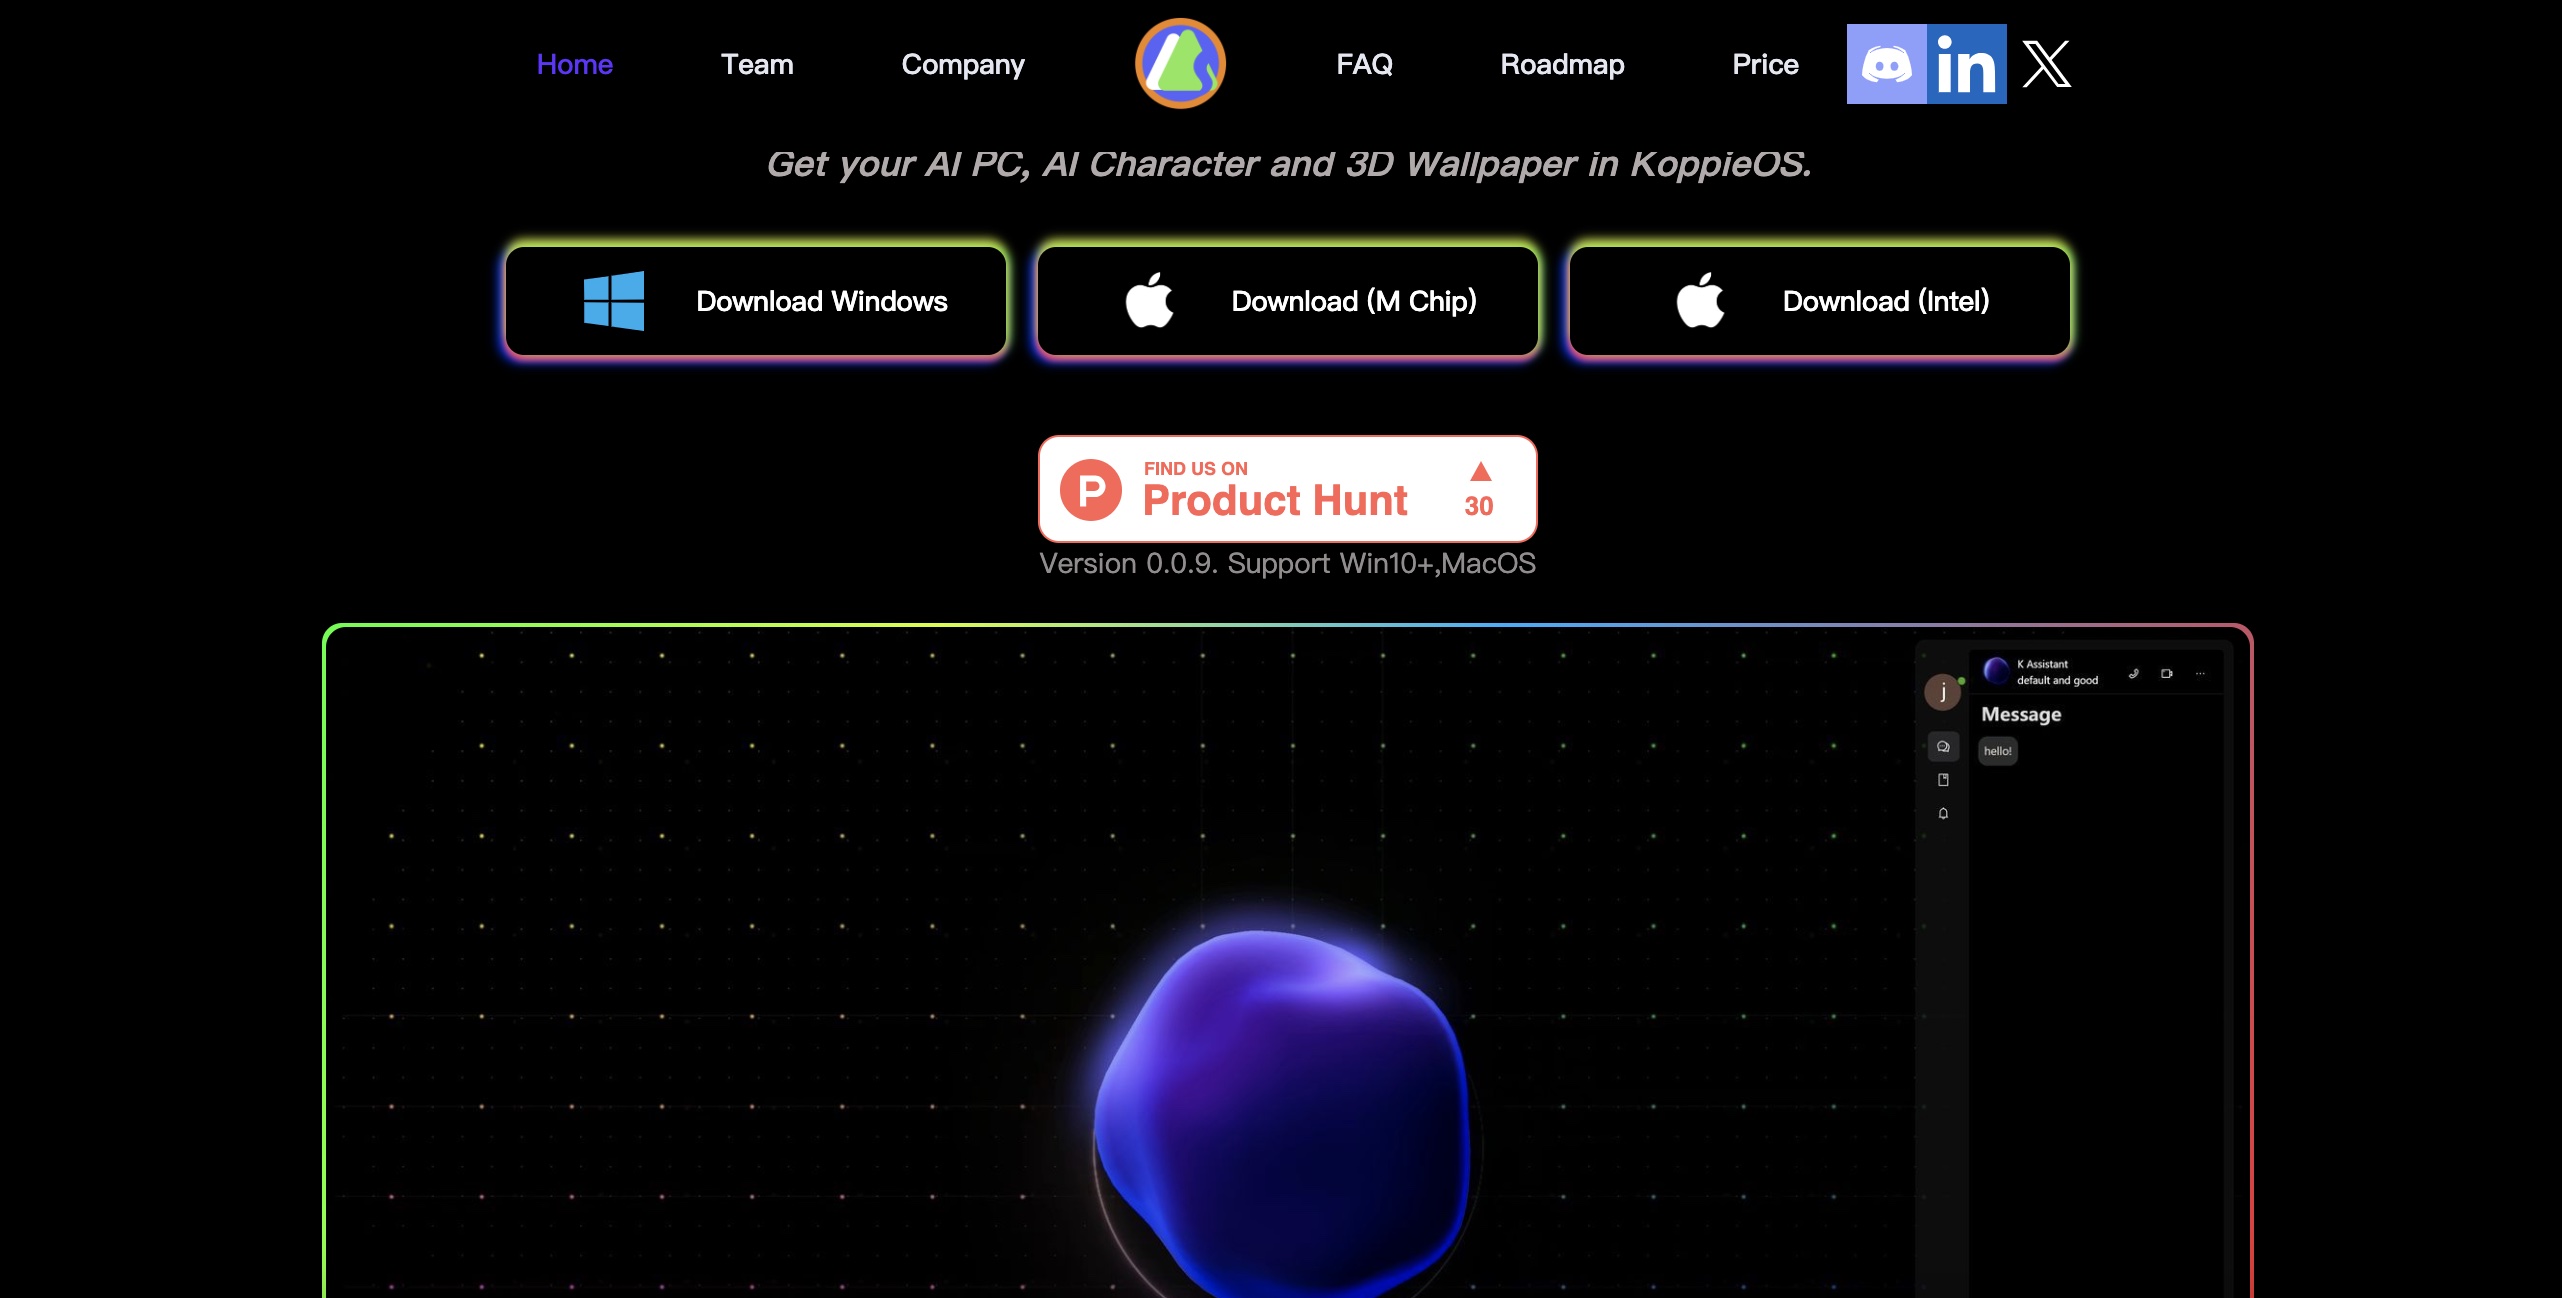 Home Team Company FAQ Roadmap Price
Get your AI PC, AI Character and 3D Wallpaper in KoppieOS.
Download Windows
Download (M Chip)
Download (Intel)
P
FIND US ON
Product Hunt
30
Version 0.0.9. Support Win10+,MacOS
K Assistant
default and good
j
Message
hello!